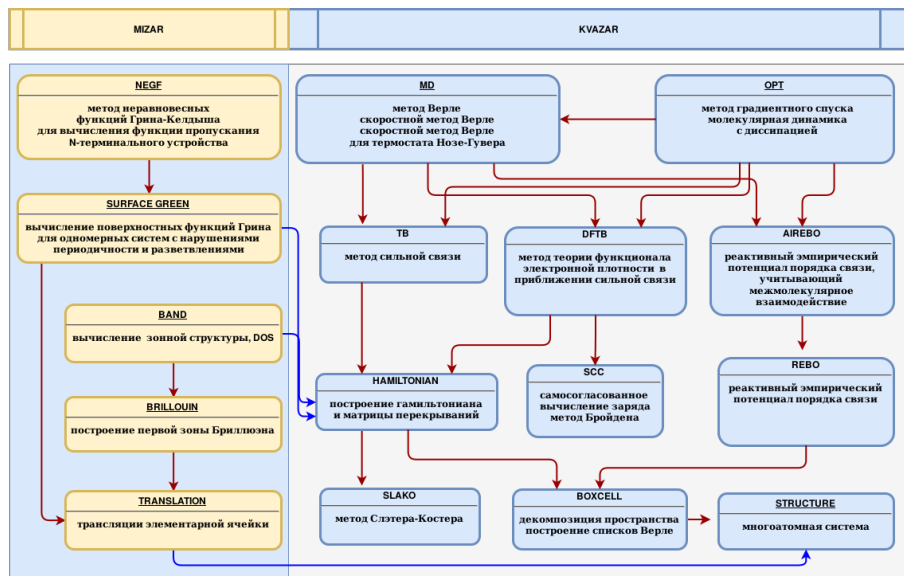 MIZAR
KVAZAR
NEGF
метод неравновесных
функций Грина-Келдыша
для вычисления функции пропускания
N-терминального устройства
MD
метод Верле
скоростной метод Верле
скоростной метод Верле
для термостата Нозе-Гувера
OPT
метод градиентного спуска
молекулярная динамика
с диссипацией
SURFACE GREEN
вычисление поверхностных функций Грина
для одномерных систем с нарушениями
периодичности и разветвлениями
TB
метод сильной связи
DFTB
метод теории функционала
электронной плотности в
приближении сильной связи
AIREBO
реактивный эмпирический
потенциал порядка связи,
учитывающий
межмолекулярное
взаимодействие
BAND
вычисление зонной структуры, DOS
HAMILTONIAN
построение гамильтониана
и матрицы перекрываний
SCC
самосогласованное
вычисление заряда
метод Бройдена
REBO
реактивный эмпирический
потенциал порядка связи
BRILLOUIN
построение первой зоны Бриллюэна
TRANSLATION
трансляции элементарной ячейки
SLAKO
метод Слэтера-Костера
BOXCELL
декомпозиция пространства
построение списков Верле
STRUCTURE
многоатомная система